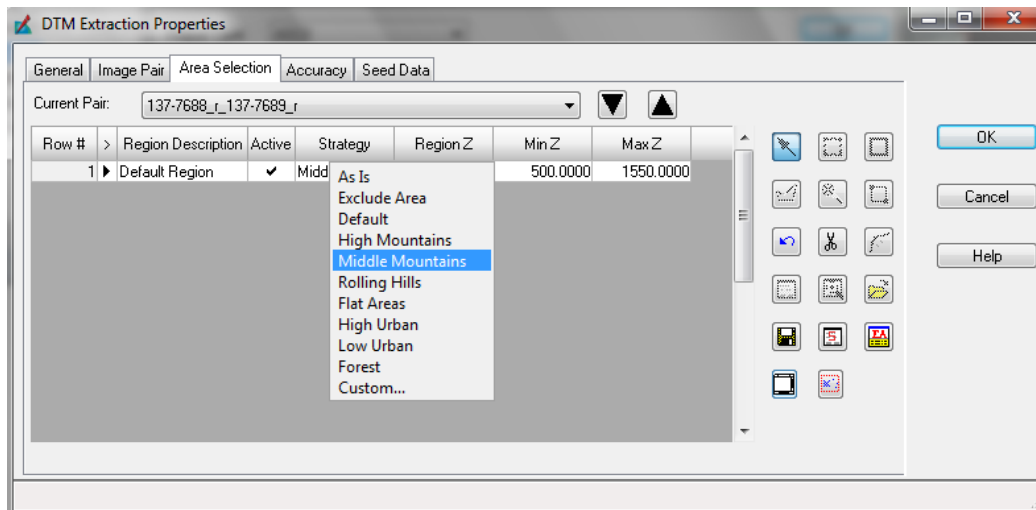 DTM Extraction Properties
General Image Pair Area Selection Accuracy Seed Data
Current Pair: 137-7688_r_137-7689_r
Row # > Region Description Active Strategy Region Z Min Z Max Z
1 Default Region Midd 500.0000 1550.0000
As Is
Exclude Area
Default
High Mountains
Middle Mountains
Rolling Hills
Flat Areas
High Urban
Low Urban
Forest
Custom...
OK
Cancel
Help